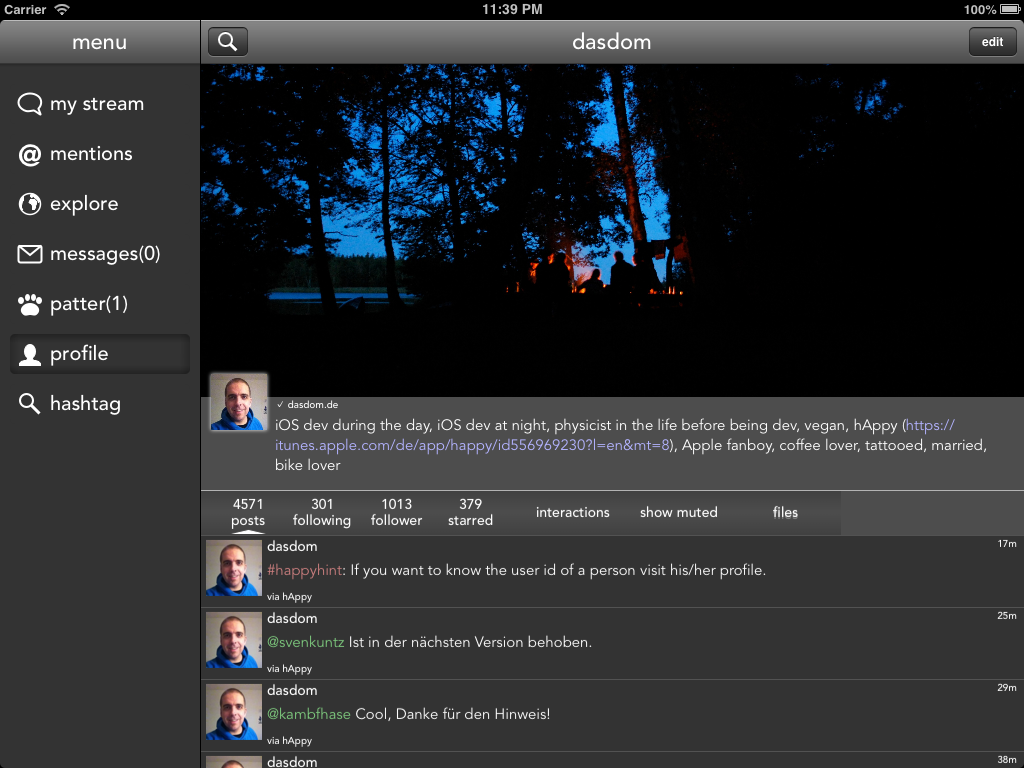 Carrier 11:39 PM 100%
menu
dasdom
edit
my stream
@ mentions
explore
messages(0)
patter(1)
profile
hashtag
✓ dasdom.de
iOS dev during the day, iOS dev at night, physicist in the life before being dev, vegan, hAppy (https://
itunes.apple.com/de/app/happy/id556969230?l=en&mt=8), Apple fanboy, coffee lover, tattooed, married,
bike lover
4571 301 1013 379
posts following follower starred interactions show muted files
dasdom 17m
#happyhint: If you want to know the user id of a person visit his/her profile.
via hAppy
dasdom 25m
@svenkuntz Ist in der nächsten Version behoben.
via hAppy
dasdom 29m
@kambfhase Cool, Danke für den Hinweis!
via hAppy
dasdom 38m